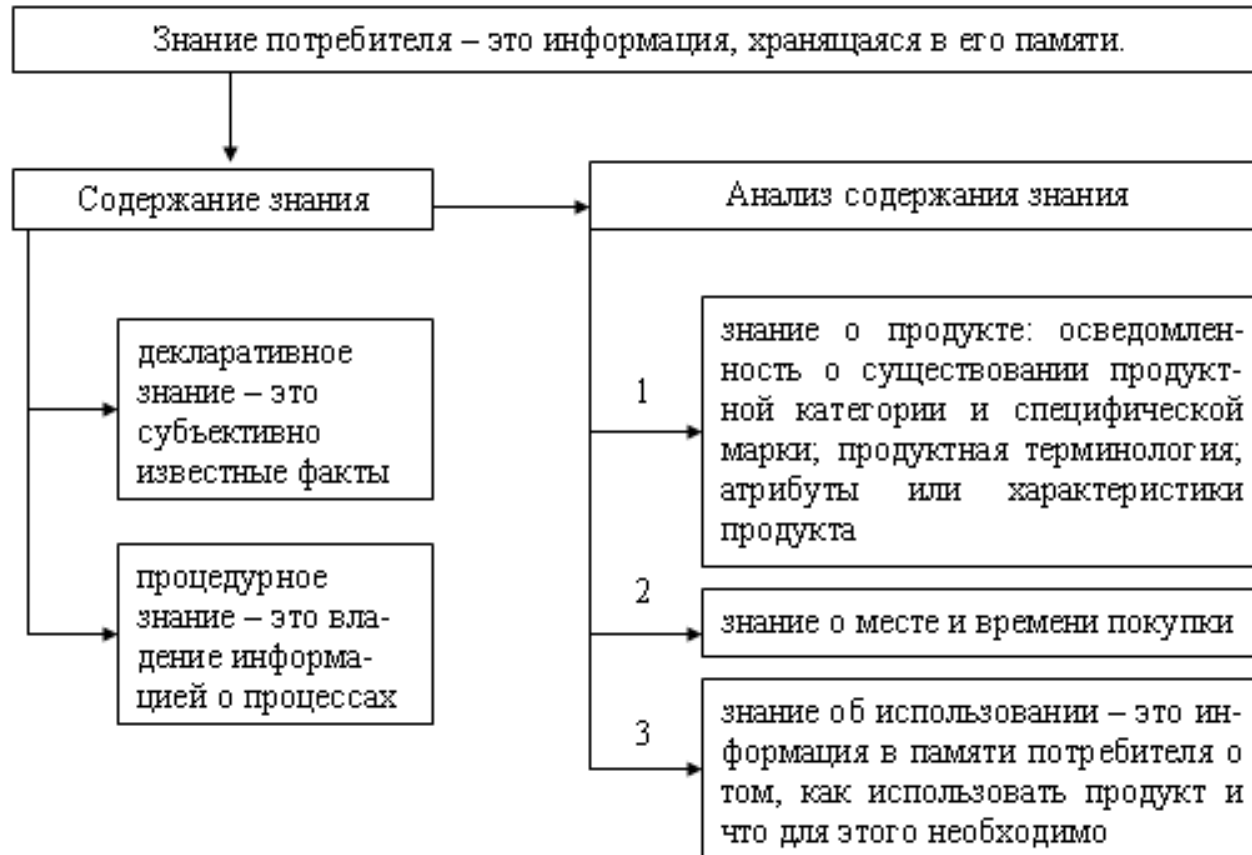 Знание потребителя – это информация, хранящаяся в его памяти.
Содержание знания
Анализ содержания знания
декларативное
знание – это
субъективно
известные факты
процедурное
знание – это вла-
дение информа-
цией о процессах
1
знание о продукте: осведомлен-
ность о существовании продукт-
ной категории и специфической
марки; продуктная терминология;
атрибуты или характеристики
продукта
2
знание о месте и времени покупки
3
знание об использовании – это ин-
формация в памяти потребителя о
том, как использовать продукт и
что для этого необходимо